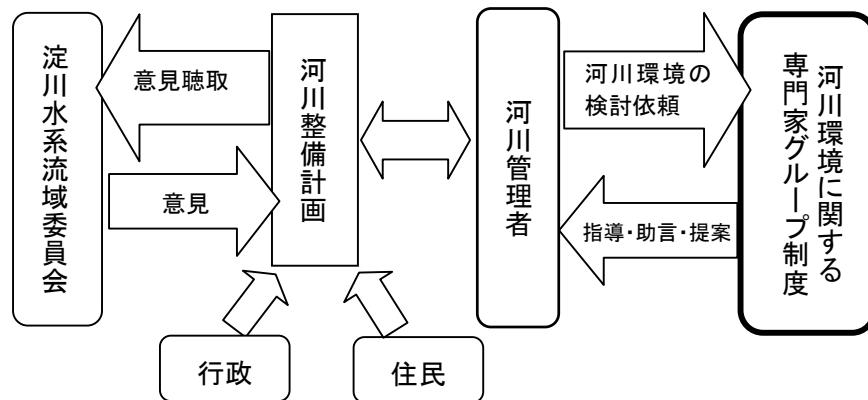 淀川水系流域委員会
意見聴取
意見
河川整備計画
行政
住民
河川管理者
河川環境の
検討依頼
指導・助言・提案
河川環境に関する
専門家グループ制度